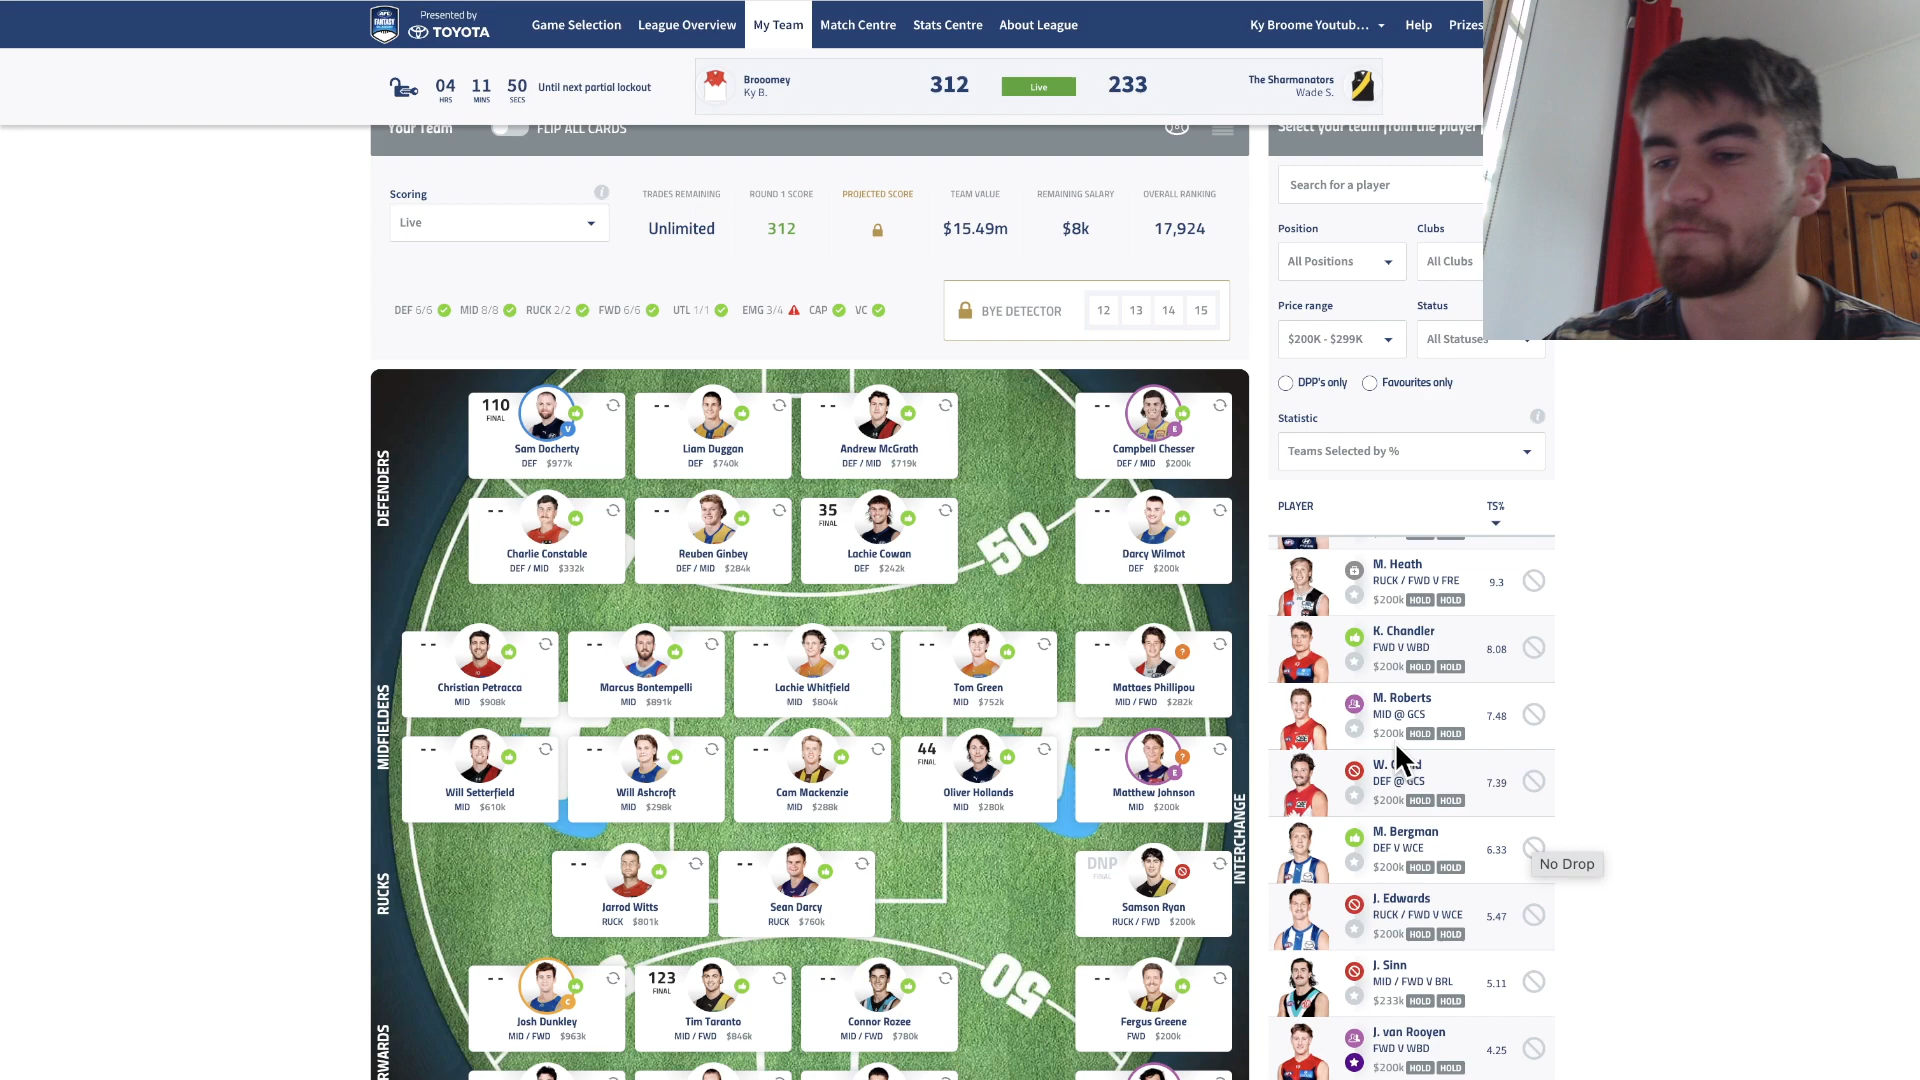 AFL FANTASY CLASSIC
Presented by
TOYOTA
Game Selection
League Overview
My Team
Match Centre
Stats Centre
About League
Ky Broome Youtub...
Help
Prizes
04 HRS
11 MINS
50 SECS
Until next partial lockout
Brooomey
Ky B.
312
Live
233
The Sharmanators
Wade S.
Your Team
FLIP ALL CARDS
Select your team from the player
Scoring
Live
TRADES REMAINING
Unlimited
ROUND 1 SCORE
312
PROJECTED SCORE
TEAM VALUE
$15.49m
REMAINING SALARY
$8k
OVERALL RANKING
17,924
DEF 6/6 MID 8/8 RUCK 2/2 FWD 6/6 UTL 1/1 EMG 3/4 CAP VC
BYE DETECTOR
12 13 14 15
DEFENDERS
110 FINAL
V
Sam Docherty
DEF $977k
- -
Liam Duggan
DEF $740k
- -
Andrew McGrath
DEF / MID $719k
- -
E
Campbell Chesser
DEF / MID $200k
- -
Charlie Constable
DEF / MID $332k
- -
Reuben Ginbey
DEF / MID $284k
35 FINAL
Lachie Cowan
DEF $242k
- -
Darcy Wilmot
DEF $200k
50
MIDFIELDERS
- -
Christian Petracca
MID $908k
- -
Marcus Bontempelli
MID $891k
- -
Lachie Whitfield
MID $804k
- -
Tom Green
MID $752k
- -
?
Mattaes Phillipou
MID / FWD $282k
- -
Will Setterfield
MID $610k
- -
Will Ashcroft
MID $298k
- -
Cam Mackenzie
MID $288k
44 FINAL
Oliver Hollands
MID $280k
- -
?
E
Matthew Johnson
MID $200k
INTERCHANGE
RUCKS
- -
Jarrod Witts
RUCK $801k
- -
Sean Darcy
RUCK $760k
DNP FINAL
Samson Ryan
RUCK / FWD $200k
RWARDS
- -
C
Josh Dunkley
MID / FWD $963k
123 FINAL
Tim Taranto
MID / FWD $846k
- -
Connor Rozee
MID / FWD $780k
- -
Fergus Greene
FWD $200k
50
Search for a player
Position
All Positions
Clubs
All Clubs
Price range
$200K - $299K
Status
All Statuses
DPP's only
Favourites only
Statistic
Teams Selected by %
PLAYER
TS%
M. Heath
RUCK / FWD V FRE
9.3
$200k HOLD HOLD
K. Chandler
FWD V WBD
8.08
$200k HOLD HOLD
M. Roberts
MID @ GCS
7.48
$200k HOLD HOLD
W.
DEF @ GCS
7.39
$200k HOLD HOLD
M. Bergman
DEF V WCE
6.33
$200k HOLD HOLD
No Drop
J. Edwards
RUCK / FWD V WCE
5.47
$200k HOLD HOLD
J. Sinn
MID / FWD V BRL
5.11
$233k HOLD HOLD
J. van Rooyen
FWD V WBD
4.25
$200k HOLD HOLD